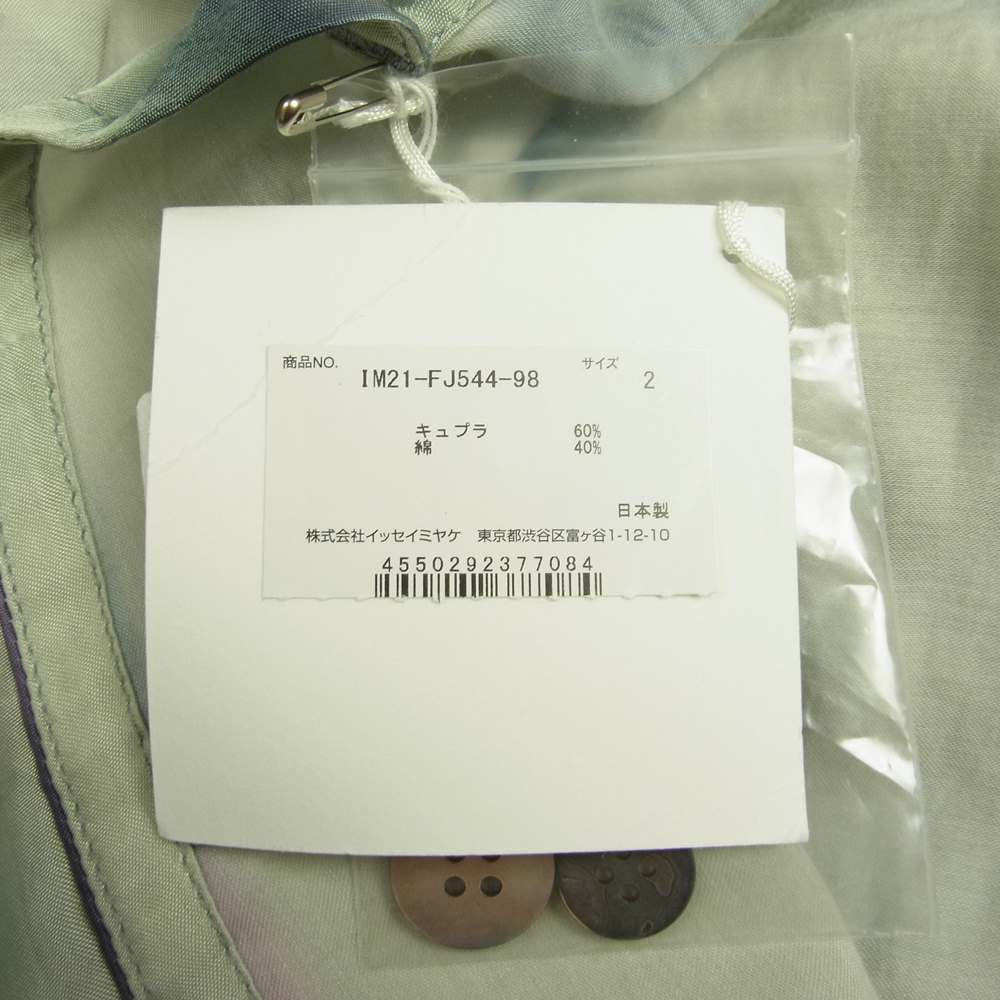 商品NO. IM21-FJ544-98 サイズ 2
キュプラ 60%
綿 40%
日本製
株式会社イッセイミヤケ 東京都渋谷区富ヶ谷1-12-10
4550292377084